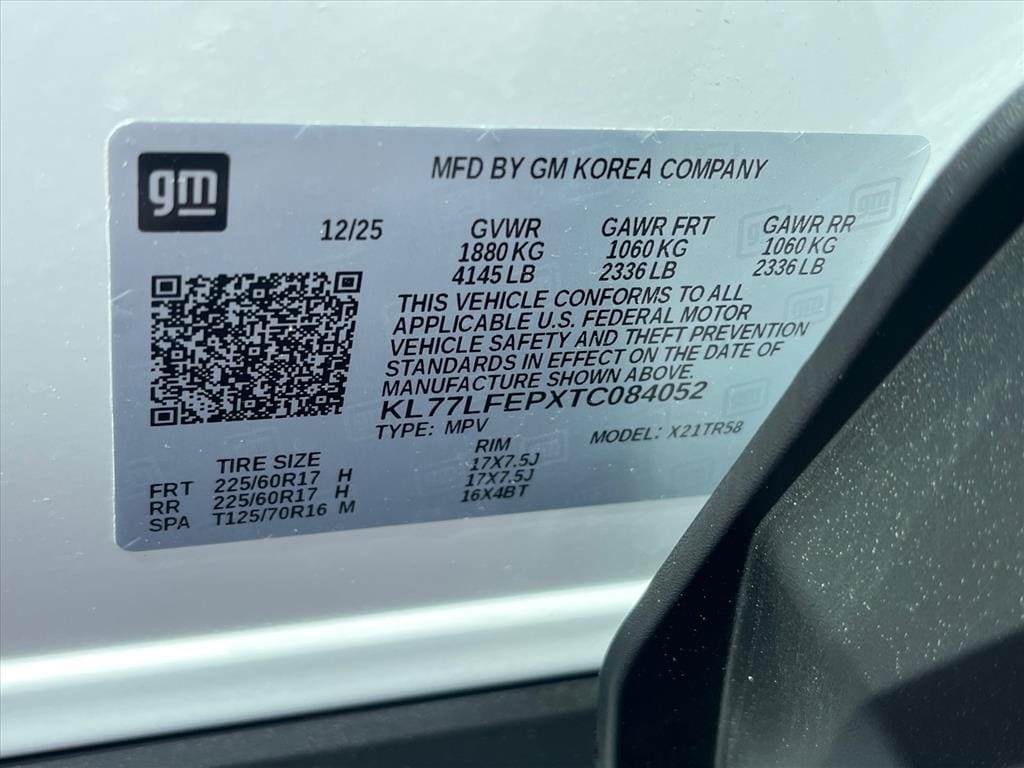 gm
MFD BY GM KOREA COMPANY
12/25 GVWR GAWR FRT GAWR RR
1880 KG 1060 KG 1060 KG
4145 LB 2336 LB 2336 LB
THIS VEHICLE CONFORMS TO ALL
APPLICABLE U.S. FEDERAL MOTOR
VEHICLE SAFETY AND THEFT PREVENTION
STANDARDS IN EFFECT ON THE DATE OF
MANUFACTURE SHOWN ABOVE.
KL77LFEPXTC084052
TYPE: MPV MODEL: X21TR58
TIRE SIZE RIM
FRT 225/60R17 H 17X7.5J
RR 225/60R17 H 17X7.5J
SPA T125/70R16 M 16X4BT